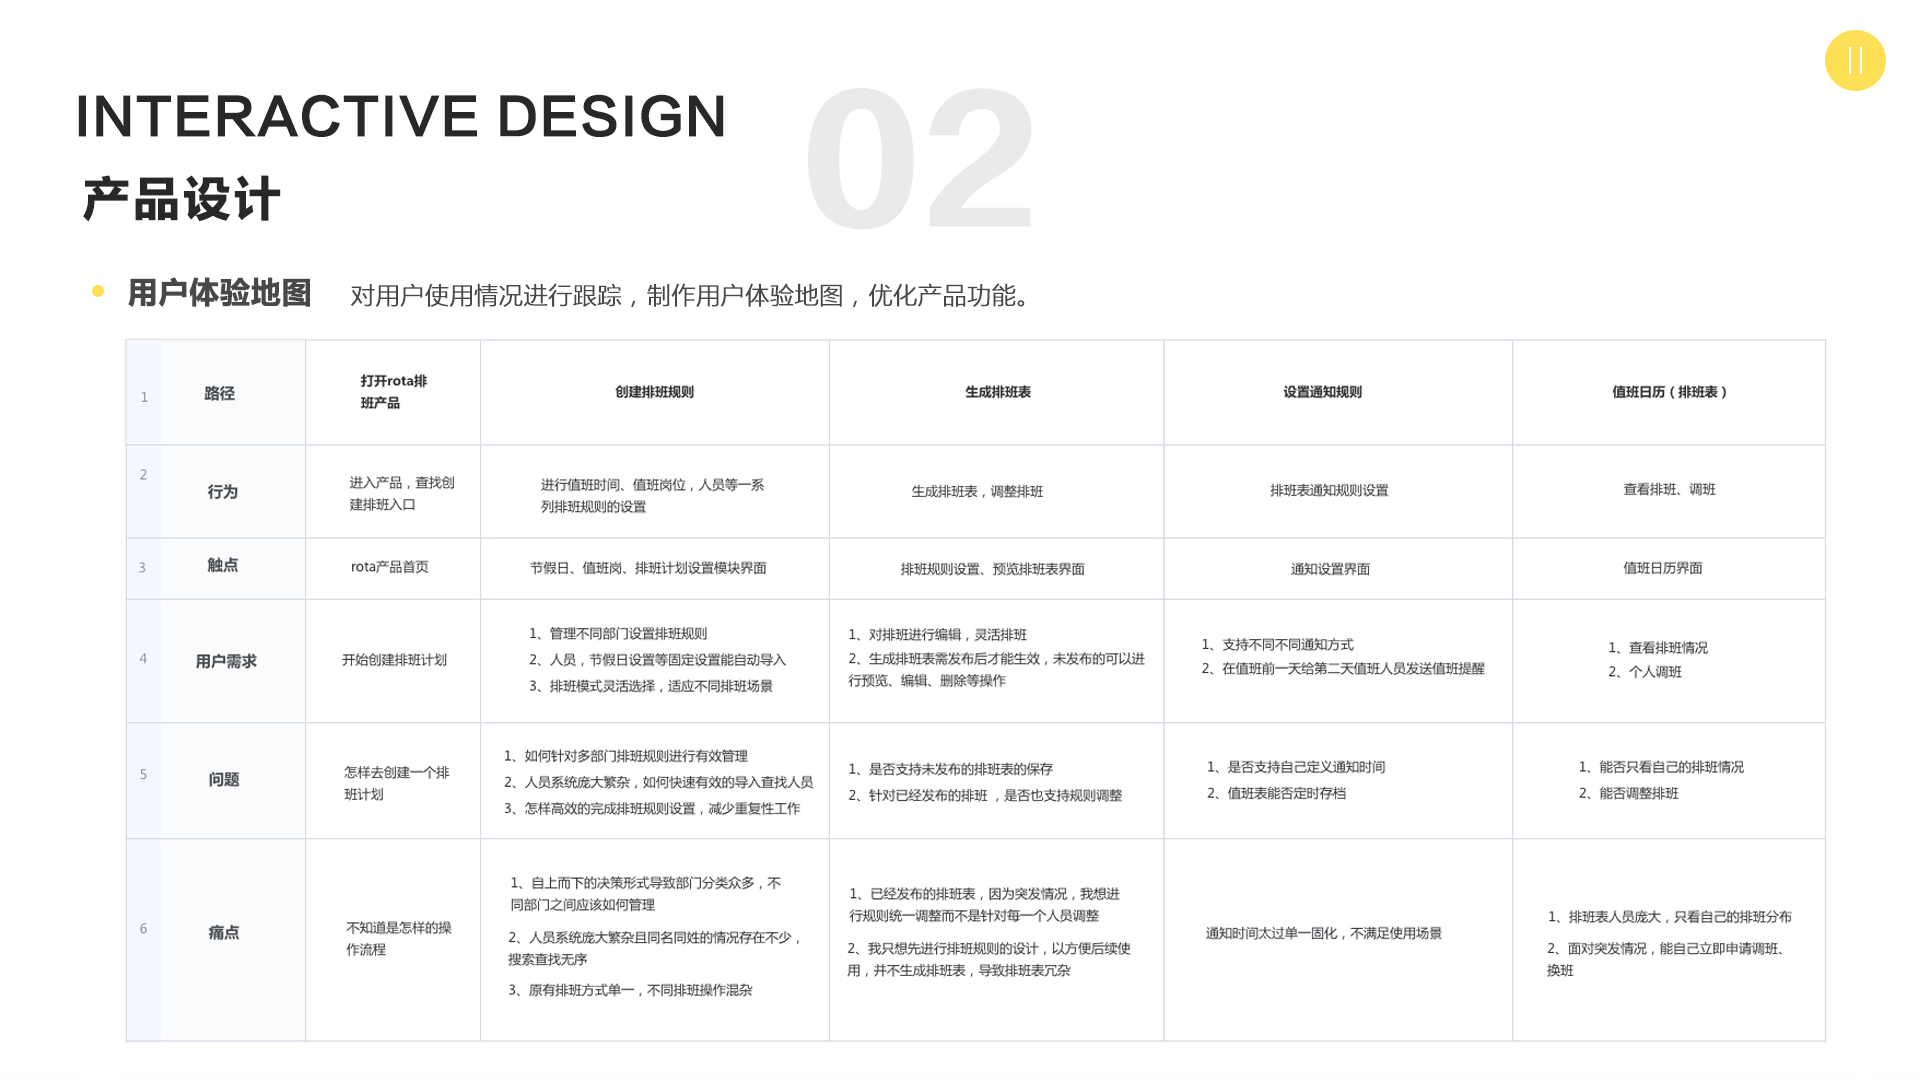 INTERACTIVE DESIGN
02
产品设计
用户体验地图 对用户使用情况进行跟踪，制作用户体验地图，优化产品功能。
1
路径
打开rota排
班产品
创建排班规则
生成排班表
设置通知规则
值班日历（排班表）
2
行为
进入产品，查找创
建排班入口
进行值班时间、值班岗位，人员等一系
列排班规则的设置
生成排班表，调整排班
排班表通知规则设置
查看排班、调班
3
触点
rota产品首页
节假日、值班岗、排班计划设置模块界面
排班规则设置、预览排班表界面
通知设置界面
值班日历界面
4
用户需求
开始创建排班计划
1、管理不同部门设置排班规则
2、人员，节假日设置等固定设置能自动导入
3、排班模式灵活选择，适应不同排班场景
1、对排班进行编辑，灵活排班
2、生成排班表需发布后才能生效，未发布的可以进
行预览、编辑、删除等操作
1、支持不同不同通知方式
2、在值班前一天给第二天值班人员发送值班提醒
1、查看排班情况
2、个人调班
5
问题
怎样去创建一个排
班计划
1、如何针对多部门排班规则进行有效管理
2、人员系统庞大繁杂，如何快速有效的导入查找人员
3、怎样高效的完成排班规则设置，减少重复性工作
1、是否支持未发布的排班表的保存
2、针对已经发布的排班 ，是否也支持规则调整
1、是否支持自己定义通知时间
2、值班表能否定时存档
1、能否只看自己的排班情况
2、能否调整排班
6
痛点
不知道是怎样的操
作流程
1、自上而下的决策形式导致部门分类众多，不
同部门之间应该如何管理
2、人员系统庞大繁杂且同名同姓的情况存在不少，
搜索查找无序
3、原有排班方式单一，不同排班操作混杂
1、已经发布的排班表，因为突发情况，我想进
行规则统一调整而不是针对每一个人员调整
2、我只想先进行排班规则的设计，以方便后续使
用，并不生成排班表，导致排班表冗杂
通知时间太过单一固化，不满足使用场景
1、排班表人员庞大，只看自己的排班分布
2、面对突发情况，能自己立即申请调班、
换班